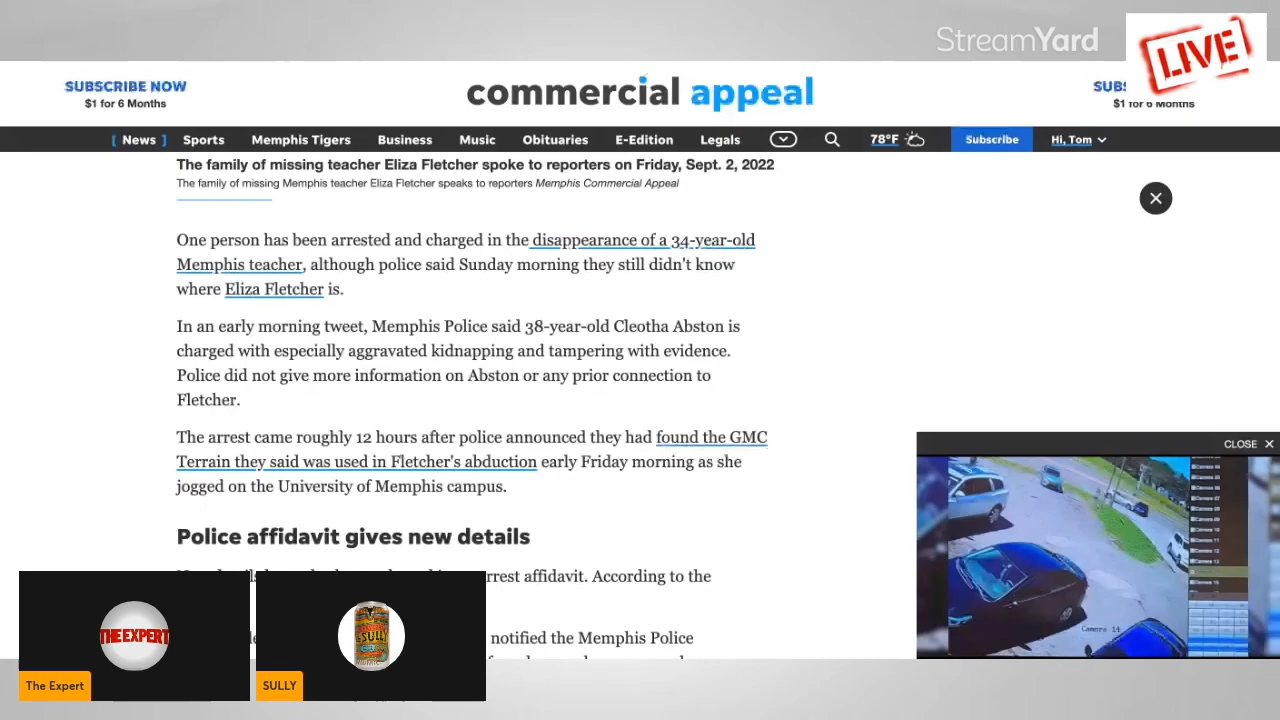 StreamYard
LIVE
SUBSCRIBE NOW
$1 for 6 Months
commercial appeal
SUBS
$1 for 6 Months
[ News ] Sports Memphis Tigers Business Music Obituaries E-Edition Legals 78°F Subscribe Hi, Tom
The family of missing teacher Eliza Fletcher spoke to reporters on Friday, Sept. 2, 2022
The family of missing Memphis teacher Eliza Fletcher speaks to reporters Memphis Commercial Appeal
One person has been arrested and charged in the disappearance of a 34-year-old
Memphis teacher, although police said Sunday morning they still didn't know
where Eliza Fletcher is.
In an early morning tweet, Memphis Police said 38-year-old Cleotha Abston is
charged with especially aggravated kidnapping and tampering with evidence.
Police did not give more information on Abston or any prior connection to
Fletcher.
The arrest came roughly 12 hours after police announced they had found the GMC
Terrain they said was used in Fletcher's abduction early Friday morning as she
jogged on the University of Memphis campus.
Police affidavit gives new details
rrest affidavit. According to the
notified the Memphis Police
CLOSE ×
Camera 14
THE EXPERT
The Expert
SULLY
SULLY